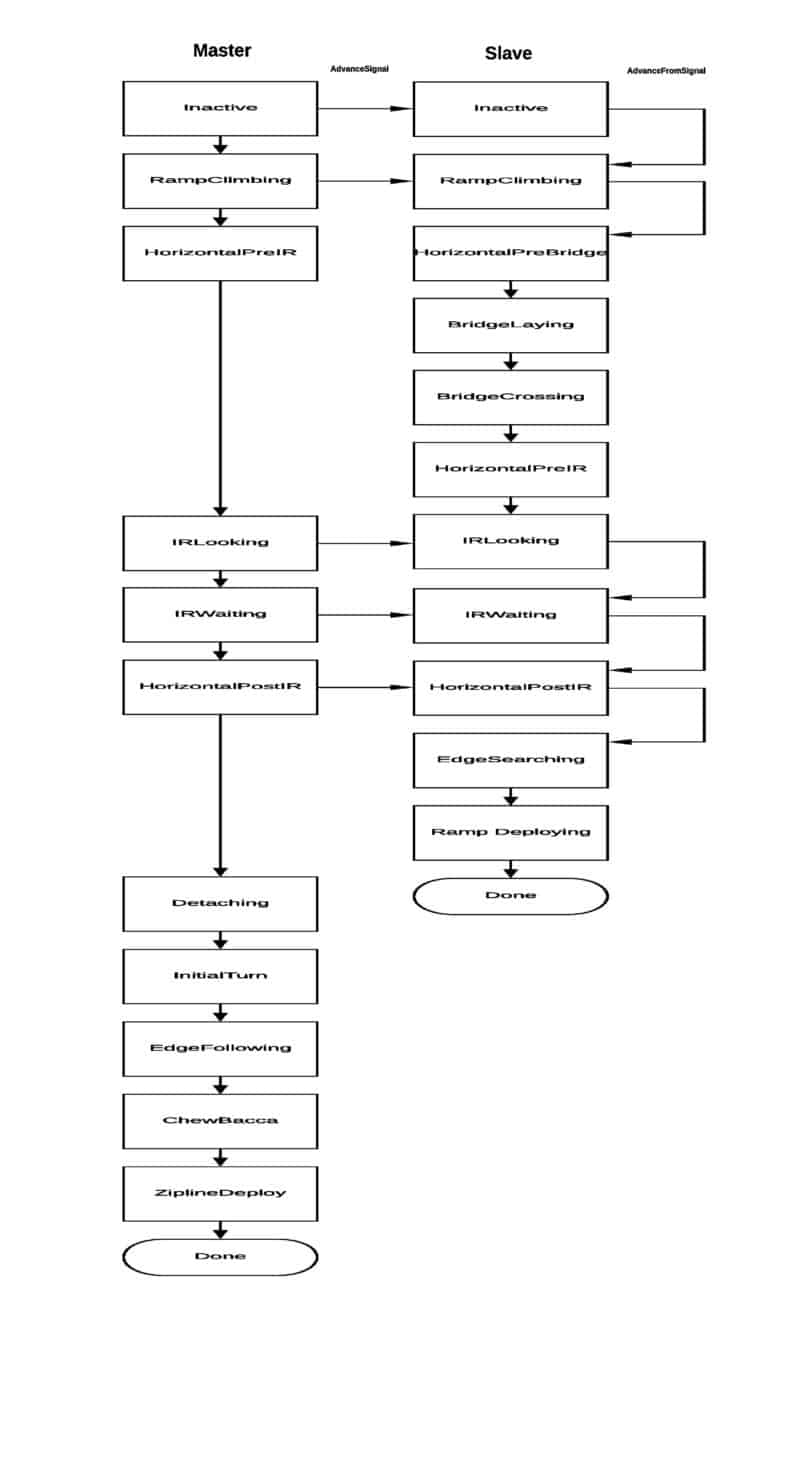 Master
Slave
AdvanceSignal
AdvanceFromSignal
Inactive
Inactive
RampClimbing
RampClimbing
HorizontalPreIR
HorizontalPreBridge
BridgeLaying
BridgeCrossing
HorizontalPreIR
IRLooking
IRLooking
IRWaiting
IRWaiting
HorizontalPostIR
HorizontalPostIR
EdgeSearching
Ramp Deploying
Done
Detaching
InitialTurn
EdgeFollowing
ChewBacca
ZiplineDeploy
Done